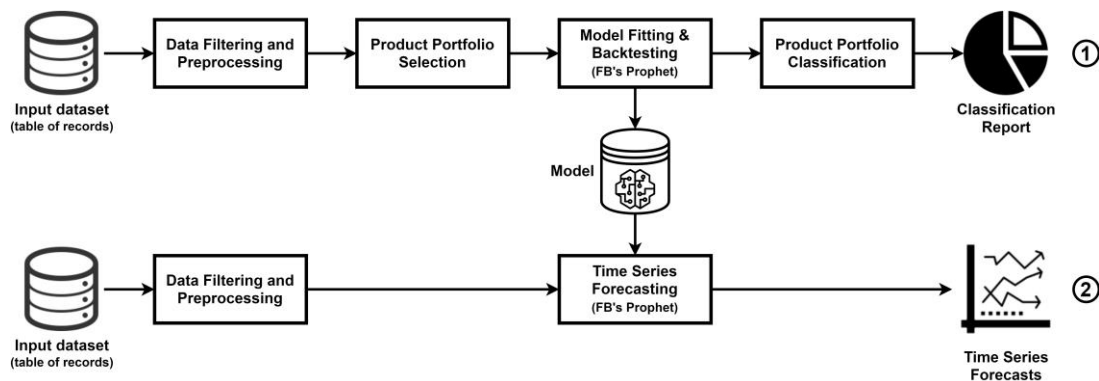 Data Filtering and
Preprocessing
Product Portfolio
Selection
Model Fitting &
Backtesting
(FB's Prophet)
Product Portfolio
Classification
1
Input dataset
(table of records)
Classification
Report
Model
Data Filtering and
Preprocessing
Time Series
Forecasting
(FB's Prophet)
2
Input dataset
(table of records)
Time Series
Forecasts